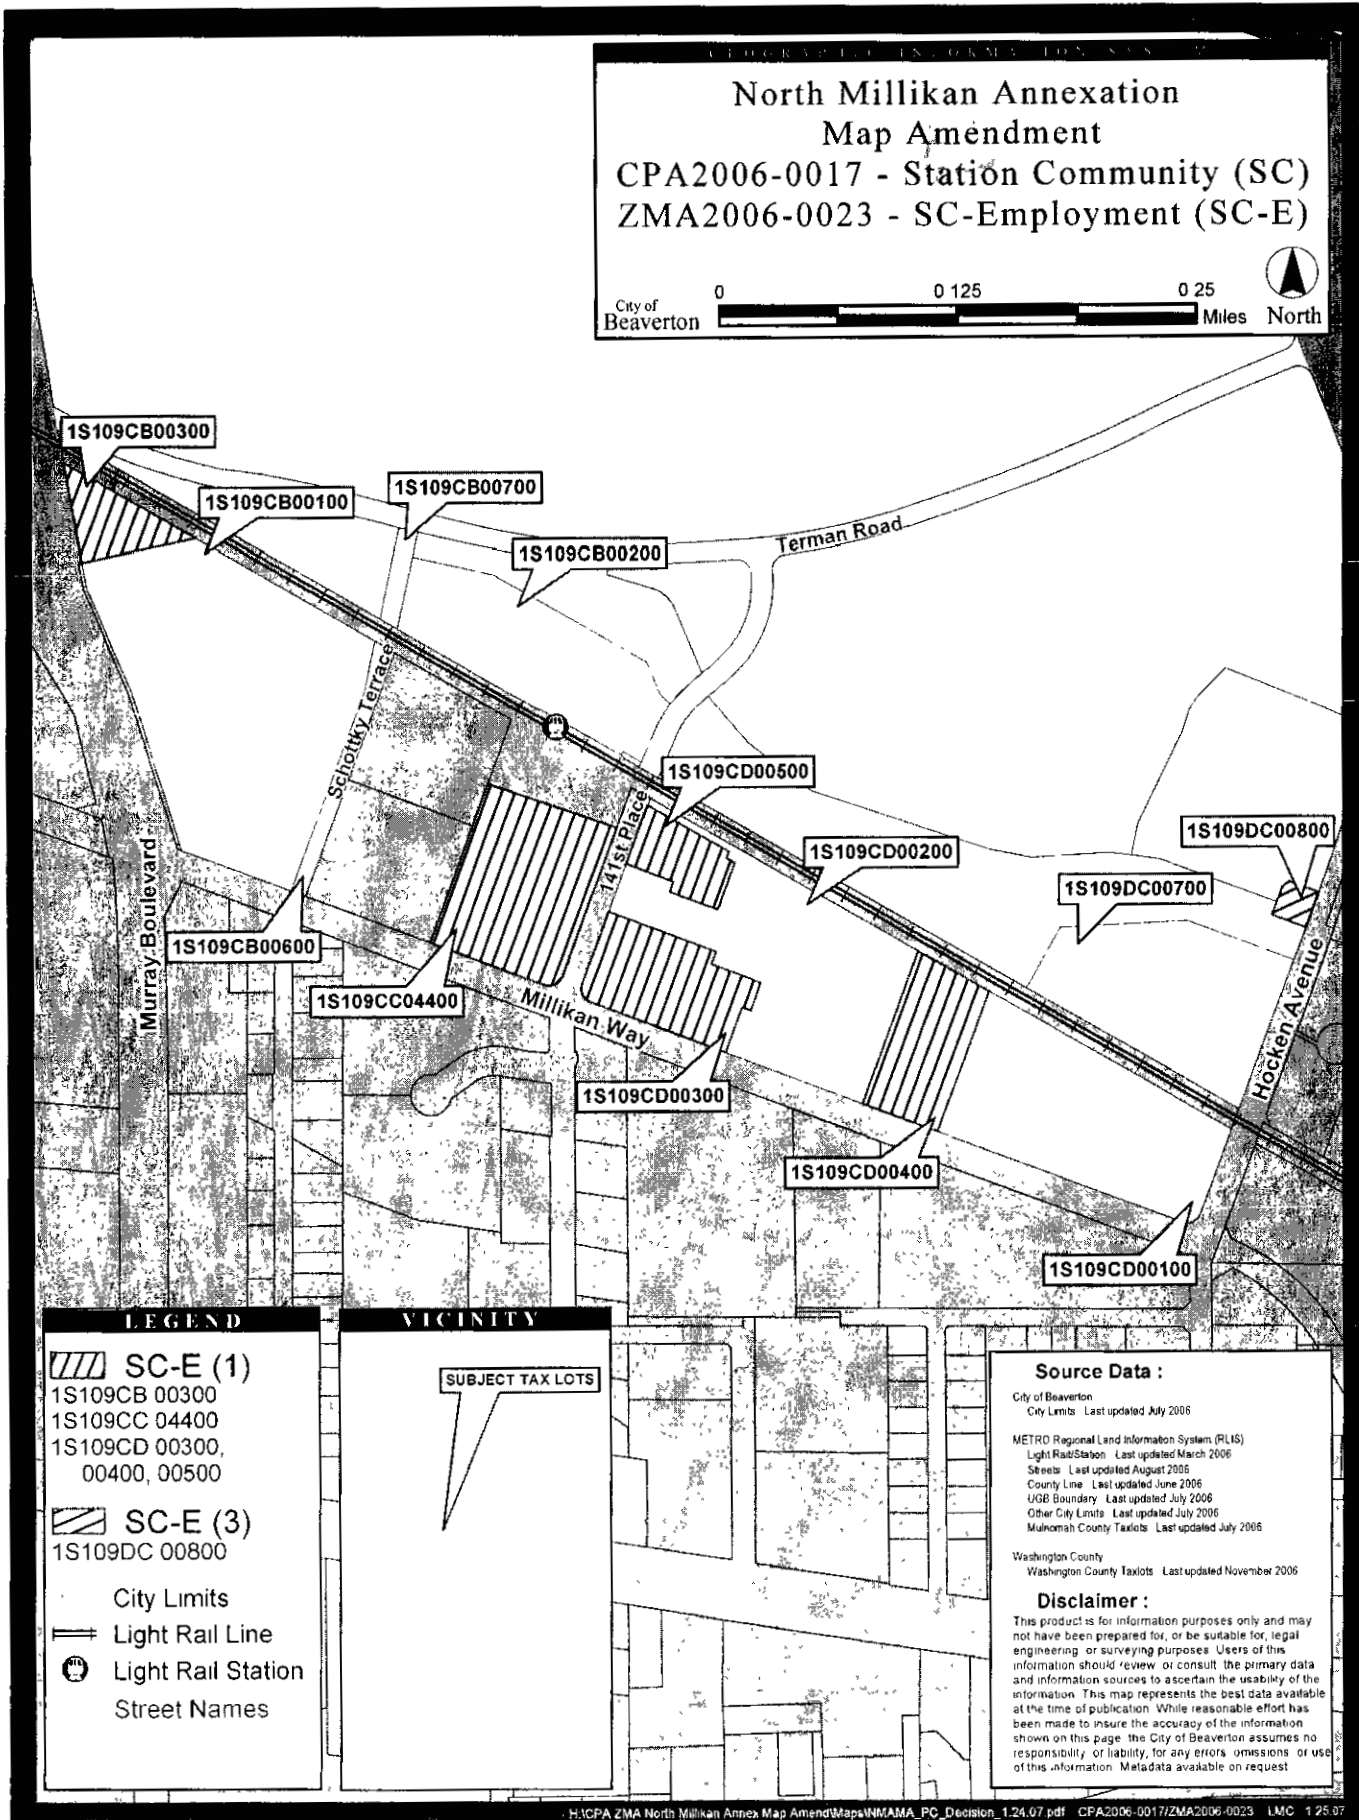 North Millikan Annexation
Map Amendment
CPA2006-0017 - Station Community (SC)
ZMA2006-0023 - SC-Employment (SC-E)
0
0 125
0 25
City of
Beaverton
Miles
North
1S109CB00300
1S109CB00100
1S109CB00700
1S109CB00200
Terman Road
Schottky Terrace
1S109CD00500
141st Place
1S109CD00200
1S109DC00800
1S109DC00700
Murray Boulevard
1S109CB00600
1S109CC04400
Millikan Way
Hocken Avenue
1S109CD00300
1S109CD00400
1S109CD00100
LEGEND
SC-E (1)
1S109CB 00300
1S109CC 04400
1S109CD 00300,
00400, 00500
SC-E (3)
1S109DC 00800
City Limits
Light Rail Line
Light Rail Station
Street Names
VICINITY
SUBJECT TAX LOTS
Source Data :
City of Beaverton
City Limits Last updated July 2006
METRO Regional Land Information System (RLIS)
Light Rail/Station Last updated March 2006
Streets Last updated August 2006
County Line Last updated June 2006
UGB Boundary Last updated July 2006
Other City Limits Last updated July 2006
Mulnomah County Taxlots Last updated July 2006
Washington County
Washington County Taxlots Last updated November 2006
Disclaimer :
This product is for information purposes only and may
not have been prepared for, or be suitable for, legal
engineering or surveying purposes Users of this
information should review or consult the primary data
and information sources to ascertain the usability of the
information This map represents the best data available
at the time of publication While reasonable effort has
been made to insure the accuracy of the information
shown on this page the City of Beaverton assumes no
responsibility or liability, for any errors omissions or use
of this information Metadata available on request
H:\CPA ZMA North Millikan Annex Map Amend\Maps\NMAMA_PC_Decision_1.24.07.pdf CPA2006-0017/ZMA2006-0023 LMC 1 25.07